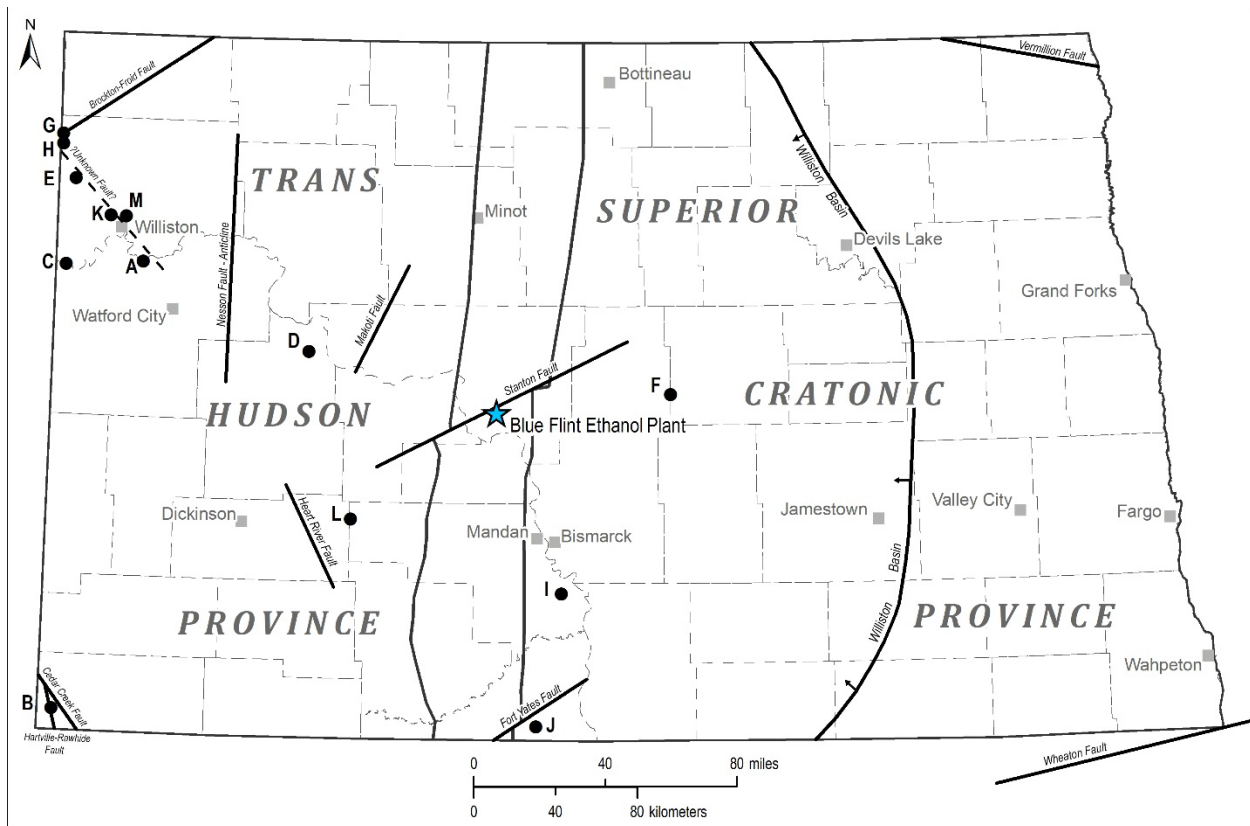 N
Vermillion Fault
Brockton-Froid Fault
Bottineau
G
H
?Unknown Fault?
E
TRANS
Williston
Basin
K
M
Williston
Minot
SUPERIOR
Devils Lake
C
A
Nesson Fault - Anticline
Grand Forks
Watford City
Makoti Fault
D
Stanton Fault
F
HUDSON
CRATONIC
Blue Flint Ethanol Plant
Dickinson
Heart River Fault
L
Mandan
Bismarck
Jamestown
Valley City
Fargo
I
Williston
Basin
PROVINCE
PROVINCE
Wahpeton
Cedar Creek Fault
B
Hartville-Rawhide
Fault
Fort Yates Fault
J
Wheaton Fault
0 40 80 miles
0 40 80 kilometers